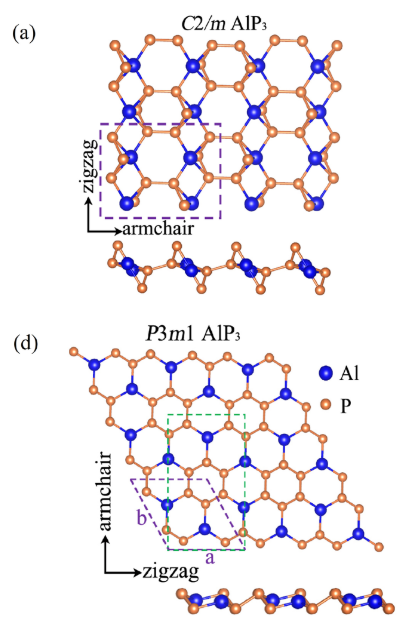 (a)
C2/m AlP₃
zigzag
armchair
(d)
P3m1 AlP₃
Al
P
armchair
b
a
zigzag